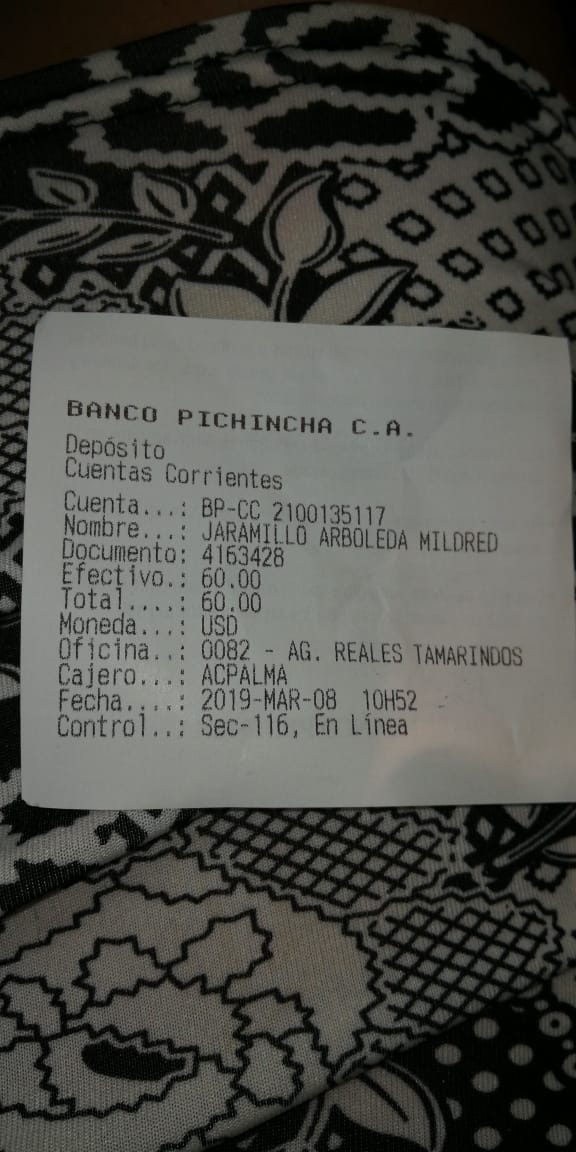 BANCO PICHINCHA C.A.
Depósito
Cuentas Corrientes
Cuenta...: BP-CC 2100135117
Nombre...: JARAMILLO ARBOLEDA MILDRED
Documento: 4163428
Efectivo.: 60.00
Total....: 60.00
Moneda...: USD
Oficina..: 0082 - AG. REALES TAMARINDOS
Cajero...: ACPALMA
Fecha....: 2019-MAR-08 10H52
Control..: Sec-116, En Línea